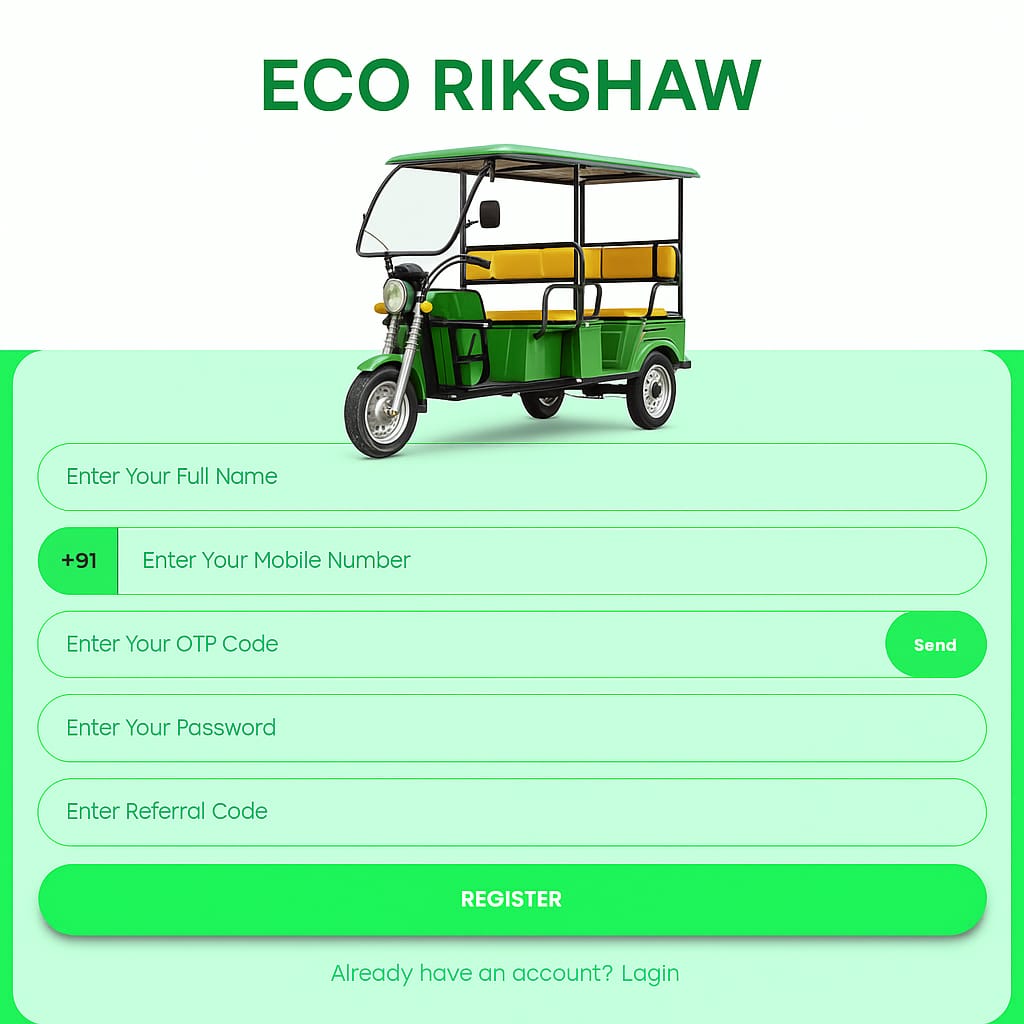 ECO RIKSHAW
Enter Your Full Name
+91 Enter Your Mobile Number
Enter Your OTP Code Send
Enter Your Password
Enter Referral Code
REGISTER
Already have an account? Lagin